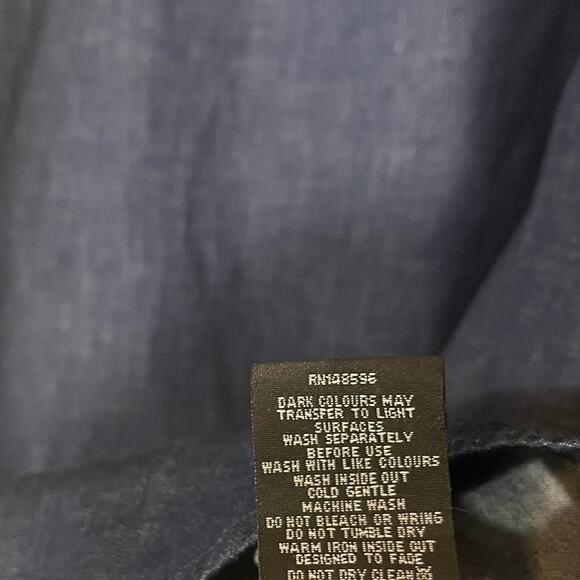 RN148596
DARK COLOURS MAY
TRANSFER TO LIGHT
SURFACES
WASH SEPARATELY
BEFORE USE
WASH WITH LIKE COLOURS
WASH INSIDE OUT
COLD GENTLE
MACHINE WASH
DO NOT BLEACH OR WRING
DO NOT TUMBLE DRY
WARM IRON INSIDE OUT
DESIGNED TO FADE
DO NOT DRY CLEAN